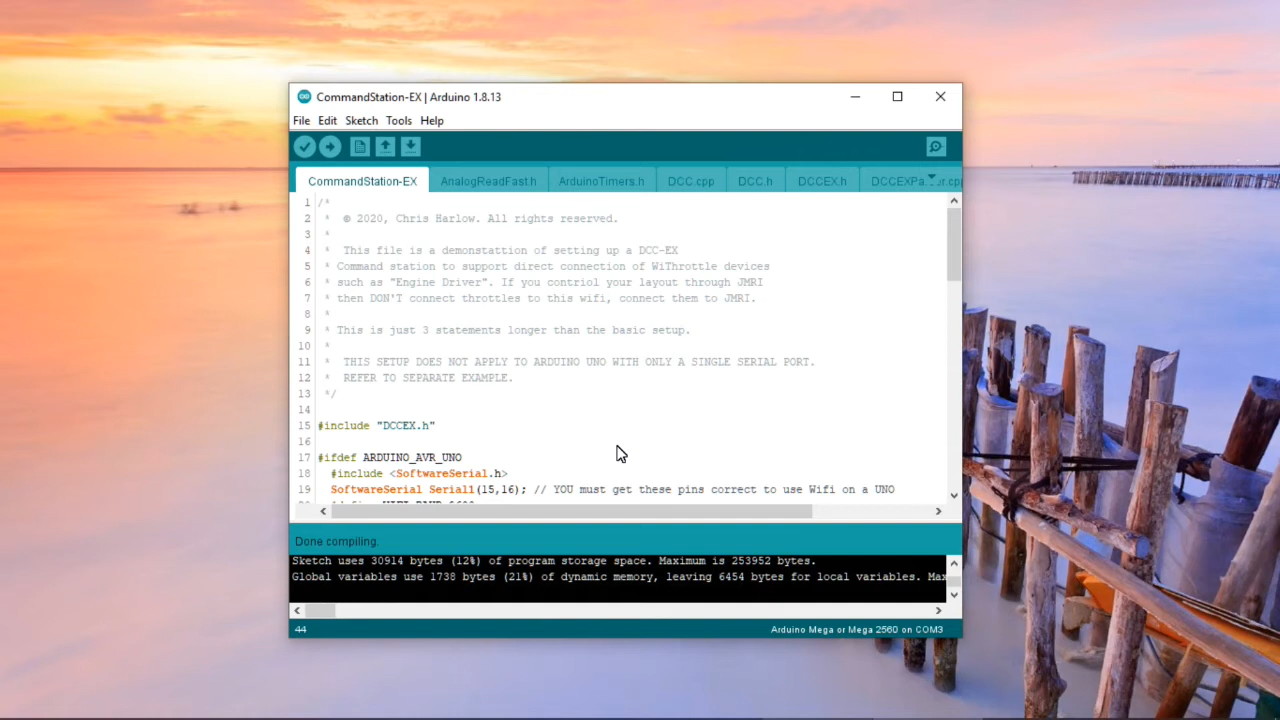 CommandStation-EX | Arduino 1.8.13
File Edit Sketch Tools Help
CommandStation-EX AnalogReadFast.h ArduinoTimers.h DCC.cpp DCC.h DCCEX.h
1 /*
2 * © 2020, Chris Harlow. All rights reserved.
3 *
4 * This file is a demonstattion of setting up a DCC-EX
5 * Command station to support direct connection of WiThrottle devices
6 * such as "Engine Driver". If you contriol your layout through JMRI
7 * then DON'T connect throttles to this wifi, connect them to JMRI.
8 *
9 * This is just 3 statements longer than the basic setup.
10 *
11 * THIS SETUP DOES NOT APPLY TO ARDUINO UNO WITH ONLY A SINGLE SERIAL PORT.
12 * REFER TO SEPARATE EXAMPLE.
13 */
14
15 #include "DCCEX.h"
16
17 #ifdef ARDUINO_AVR_UNO
18 #include <SoftwareSerial.h>
19 SoftwareSerial Serial1(15,16); // YOU must get these pins correct to use Wifi on a UNO
Done compiling.
Sketch uses 30914 bytes (12%) of program storage space. Maximum is 253952 bytes.
Global variables use 1738 bytes (21%) of dynamic memory, leaving 6454 bytes for local variables. Max
44 Arduino Mega or Mega 2560 on COM3